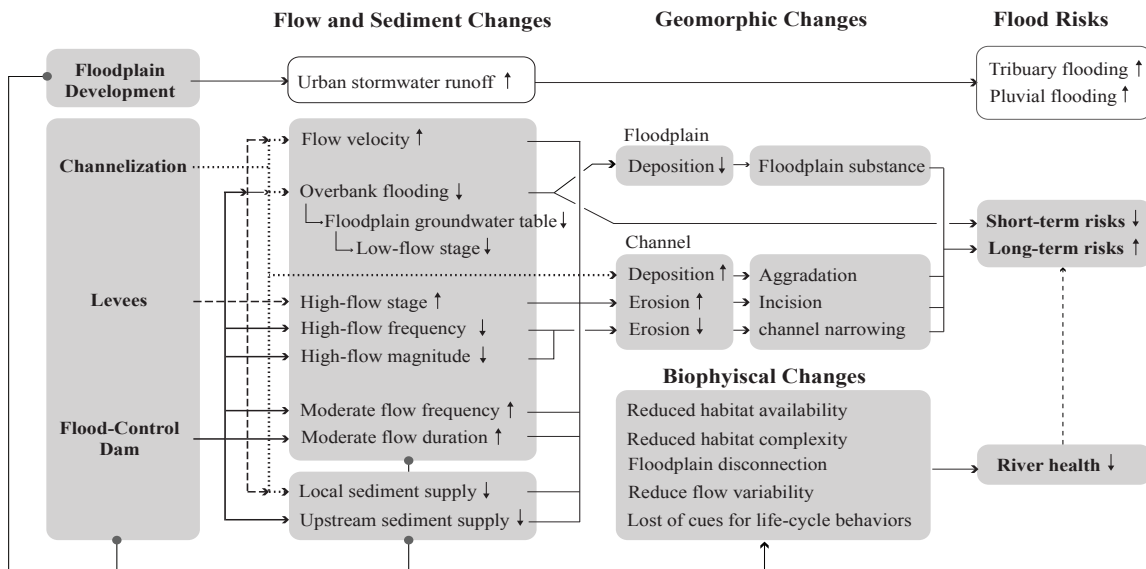 Flow and Sediment Changes
Geomorphic Changes
Flood Risks
Floodplain
Development
Urban stormwater runoff ↑
Tributary flooding ↑
Pluvial flooding ↑
Channelization
Levees
Flood-Control
Dam
Flow velocity ↑
Overbank flooding ↓
Floodplain groundwater table ↓
Low-flow stage ↓
High-flow stage ↑
High-flow frequency ↓
High-flow magnitude ↓
Moderate flow frequency ↑
Moderate flow duration ↑
Local sediment supply ↓
Upstream sediment supply ↓
Floodplain
Deposition ↓
Floodplain substance
Channel
Deposition ↑
Aggradation
Erosion ↑
Incision
Erosion ↓
channel narrowing
Short-term risks ↓
Long-term risks ↑
Biophyiscal Changes
Reduced habitat availability
Reduced habitat complexity
Floodplain disconnection
Reduce flow variability
Lost of cues for life-cycle behaviors
River health ↓